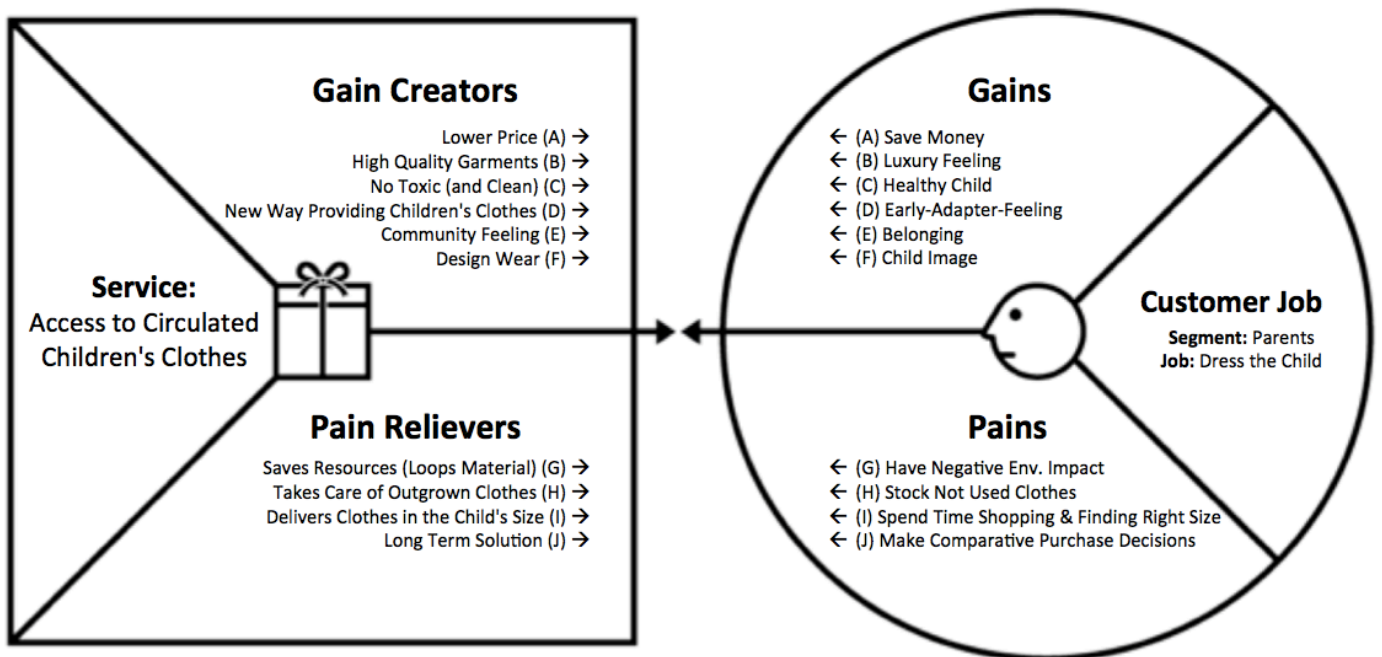 Gain Creators
Lower Price (A) →
High Quality Garments (B) →
No Toxic (and Clean) (C) →
New Way Providing Children's Clothes (D) →
Community Feeling (E) →
Design Wear (F) →
Service:
Access to Circulated
Children's Clothes
Pain Relievers
Saves Resources (Loops Material) (G) →
Takes Care of Outgrown Clothes (H) →
Delivers Clothes in the Child's Size (I) →
Long Term Solution (J) →
Gains
← (A) Save Money
← (B) Luxury Feeling
← (C) Healthy Child
← (D) Early-Adapter-Feeling
← (E) Belonging
← (F) Child Image
Customer Job
Segment: Parents
Job: Dress the Child
Pains
← (G) Have Negative Env. Impact
← (H) Stock Not Used Clothes
← (I) Spend Time Shopping & Finding Right Size
← (J) Make Comparative Purchase Decisions